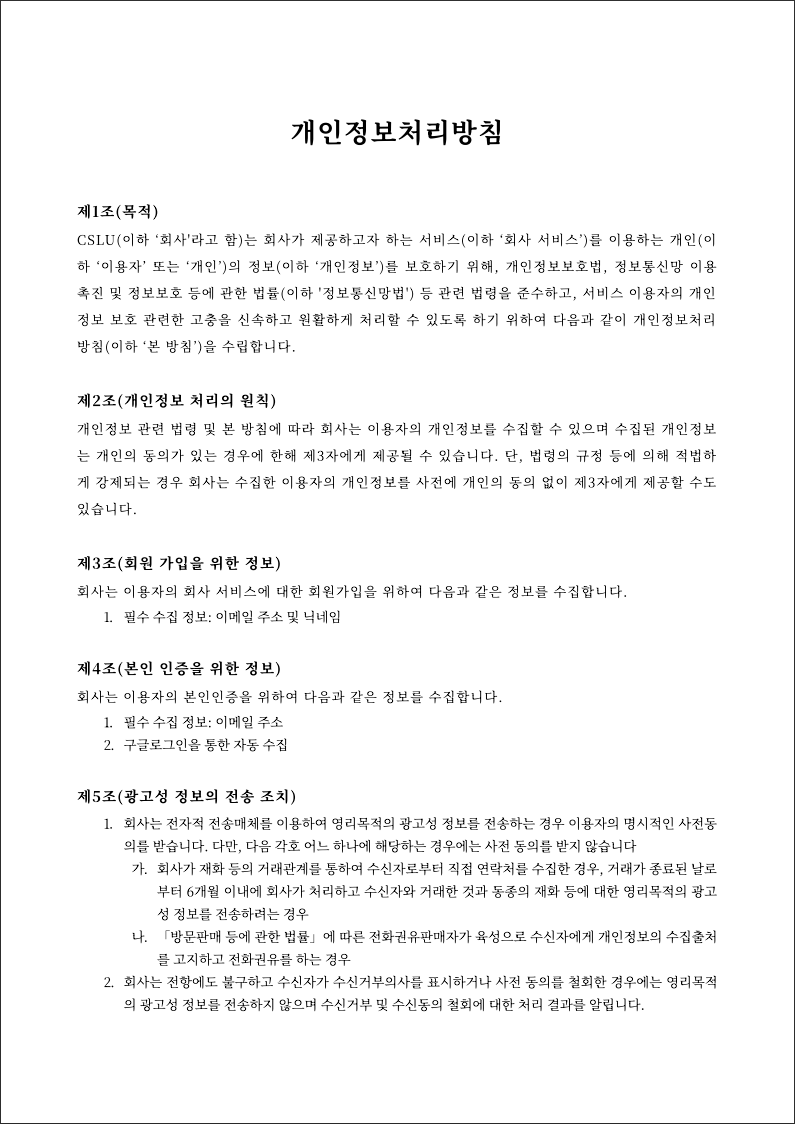 개인정보처리방침
제1조(목적)
CSLU(이하 ‘회사'라고 함)는 회사가 제공하고자 하는 서비스(이하 ‘회사 서비스’)를 이용하는 개인(이
하 ‘이용자’ 또는 ‘개인’)의 정보(이하 ‘개인정보’)를 보호하기 위해, 개인정보보호법, 정보통신망 이용
촉진 및 정보보호 등에 관한 법률(이하 '정보통신망법') 등 관련 법령을 준수하고, 서비스 이용자의 개인
정보 보호 관련한 고충을 신속하고 원활하게 처리할 수 있도록 하기 위하여 다음과 같이 개인정보처리
방침(이하 ‘본 방침’)을 수립합니다.
제2조(개인정보 처리의 원칙)
개인정보 관련 법령 및 본 방침에 따라 회사는 이용자의 개인정보를 수집할 수 있으며 수집된 개인정보
는 개인의 동의가 있는 경우에 한해 제3자에게 제공될 수 있습니다. 단, 법령의 규정 등에 의해 적법하
게 강제되는 경우 회사는 수집한 이용자의 개인정보를 사전에 개인의 동의 없이 제3자에게 제공할 수도
있습니다.
제3조(회원 가입을 위한 정보)
회사는 이용자의 회사 서비스에 대한 회원가입을 위하여 다음과 같은 정보를 수집합니다.
1. 필수 수집 정보: 이메일 주소 및 닉네임
제4조(본인 인증을 위한 정보)
회사는 이용자의 본인인증을 위하여 다음과 같은 정보를 수집합니다.
1. 필수 수집 정보: 이메일 주소
2. 구글로그인을 통한 자동 수집
제5조(광고성 정보의 전송 조치)
1. 회사는 전자적 전송매체를 이용하여 영리목적의 광고성 정보를 전송하는 경우 이용자의 명시적인 사전동
의를 받습니다. 다만, 다음 각호 어느 하나에 해당하는 경우에는 사전 동의를 받지 않습니다
가. 회사가 재화 등의 거래관계를 통하여 수신자로부터 직접 연락처를 수집한 경우, 거래가 종료된 날로
부터 6개월 이내에 회사가 처리하고 수신자와 거래한 것과 동종의 재화 등에 대한 영리목적의 광고
성 정보를 전송하려는 경우
나. 「방문판매 등에 관한 법률」에 따른 전화권유판매자가 육성으로 수신자에게 개인정보의 수집출처
를 고지하고 전화권유를 하는 경우
2. 회사는 전항에도 불구하고 수신자가 수신거부의사를 표시하거나 사전 동의를 철회한 경우에는 영리목적
의 광고성 정보를 전송하지 않으며 수신거부 및 수신동의 철회에 대한 처리 결과를 알립니다.